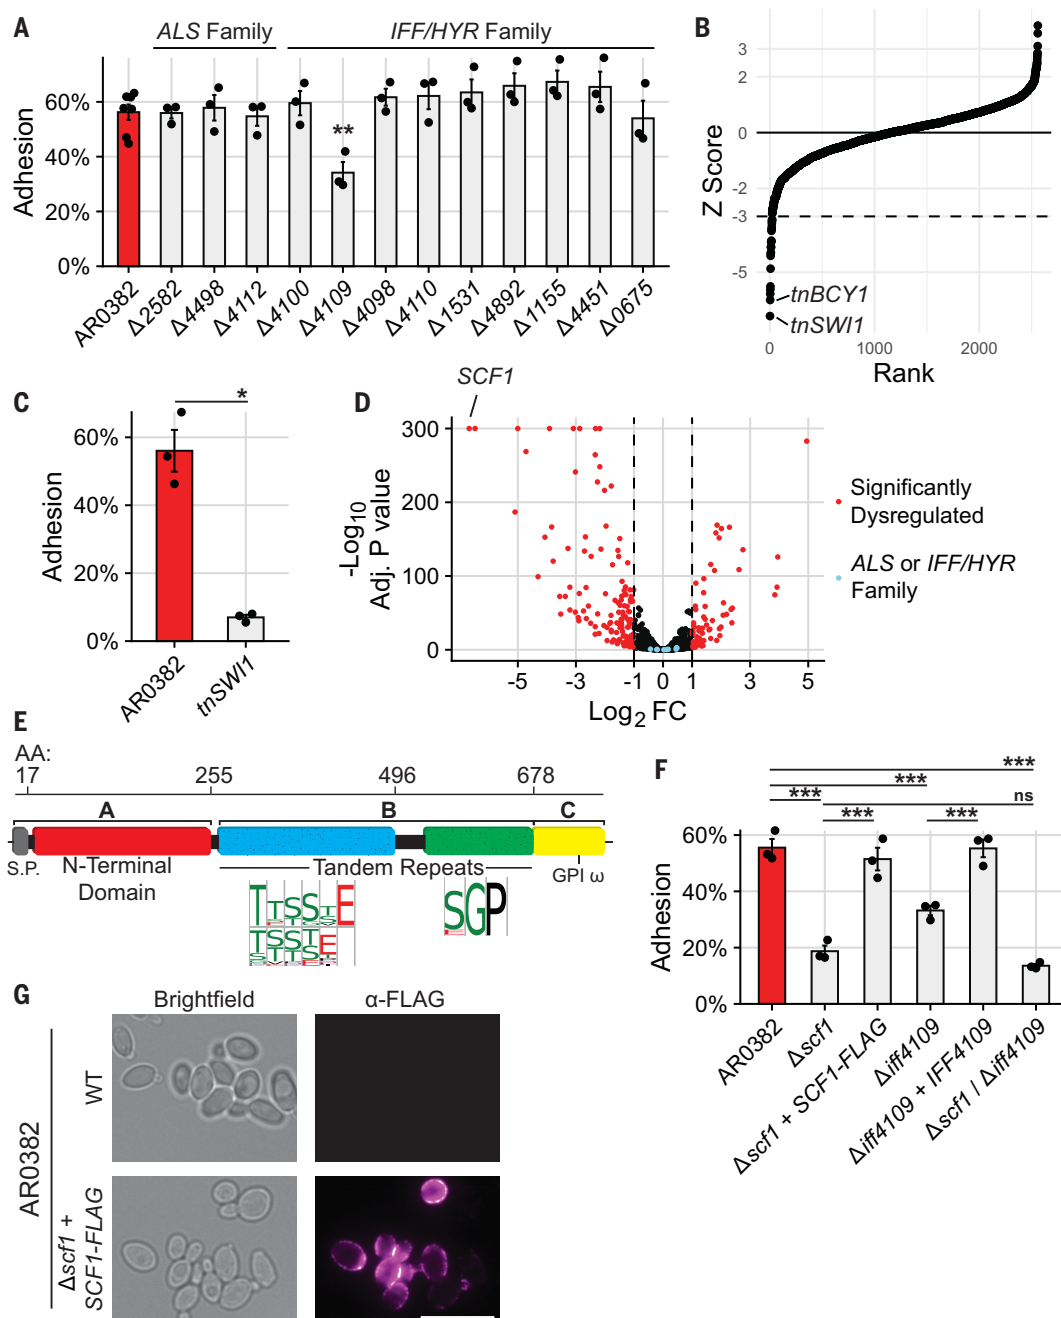 A
ALS Family
IFF/HYR Family
Adhesion
60%
40%
20%
0%
**
AR0382
Δ2582
Δ4498
Δ4112
Δ4100
Δ4109
Δ4098
Δ4110
Δ1531
Δ4892
Δ1155
Δ4451
Δ0675
B
Z Score
3
2
0
-2
-3
-5
tnBCY1
tnSWI1
0
1000
2000
Rank
C
*
Adhesion
60%
40%
20%
0%
AR0382
tnSWI1
D
SCF1
-Log10
Adj. P value
300
200
100
0
-5
-3
-1
0
1
3
5
Log2 FC
Significantly
Dysregulated
ALS or IFF/HYR
Family
E
AA:
17
255
496
678
A
B
C
S.P.
N-Terminal
Domain
Tandem Repeats
GPI ω
SGP
F
***
***
***
ns
***
***
Adhesion
60%
40%
20%
0%
AR0382
Δscf1
Δscf1 + SCF1-FLAG
Δiff4109
Δiff4109 + IFF4109
Δscf1 / Δiff4109
G
Brightfield
α-FLAG
AR0382
WT
Δscf1 +
SCF1-FLAG